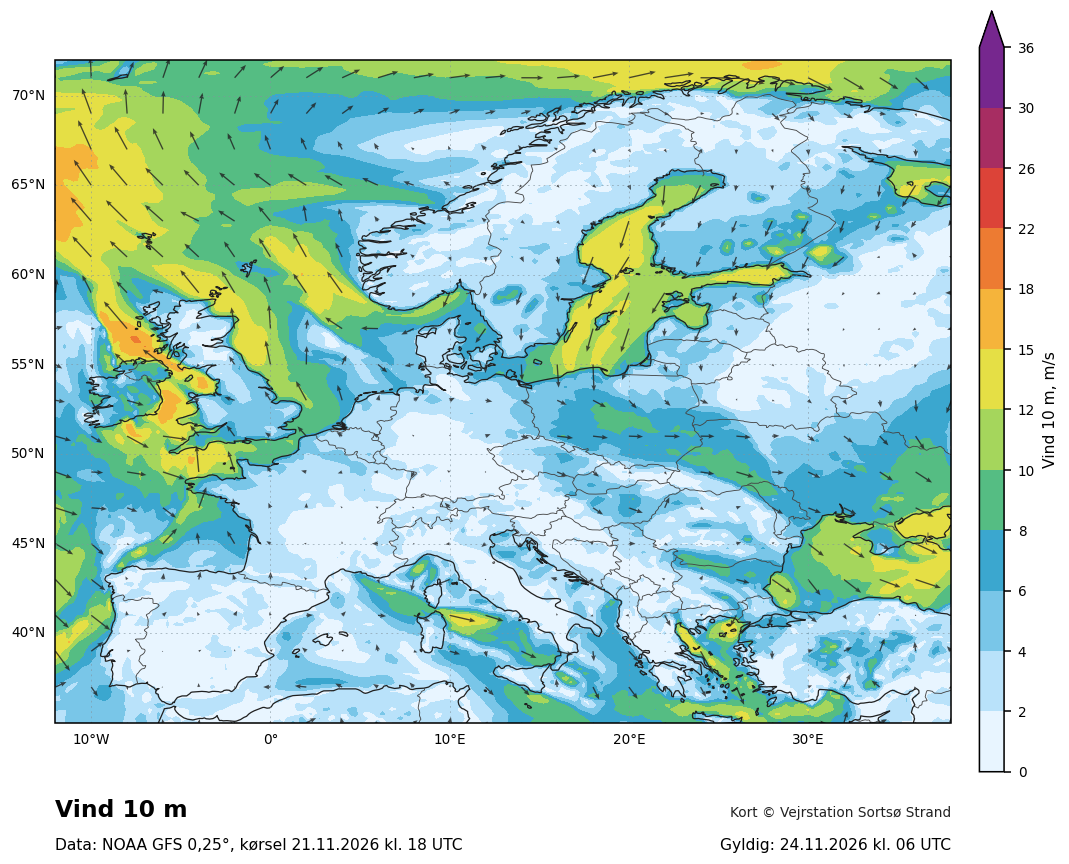 36
30
26
22
18
15
12
10
8
6
4
2
0
Vind 10 m, m/s
70°N
65°N
60°N
55°N
50°N
45°N
40°N
10°W
0°
10°E
20°E
30°E
Vind 10 m
Kort © Vejrstation Sortsø Strand
Data: NOAA GFS 0,25°, kørsel 21.11.2026 kl. 18 UTC
Gyldig: 24.11.2026 kl. 06 UTC